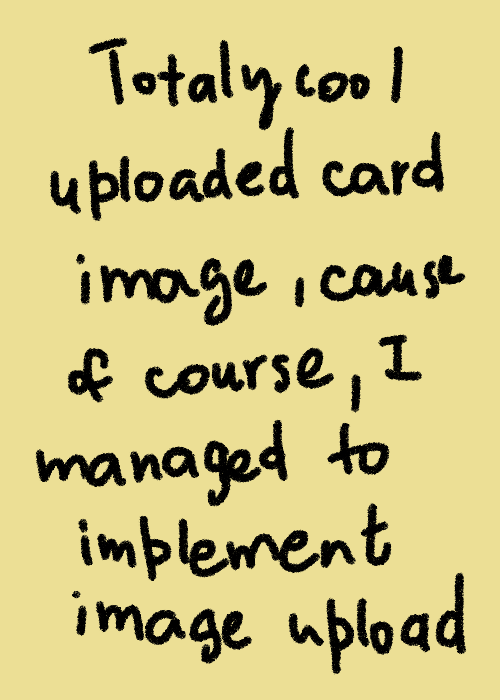 Totaly cool
uploaded card
image, cause
of course, I
managed to
implement
image upload